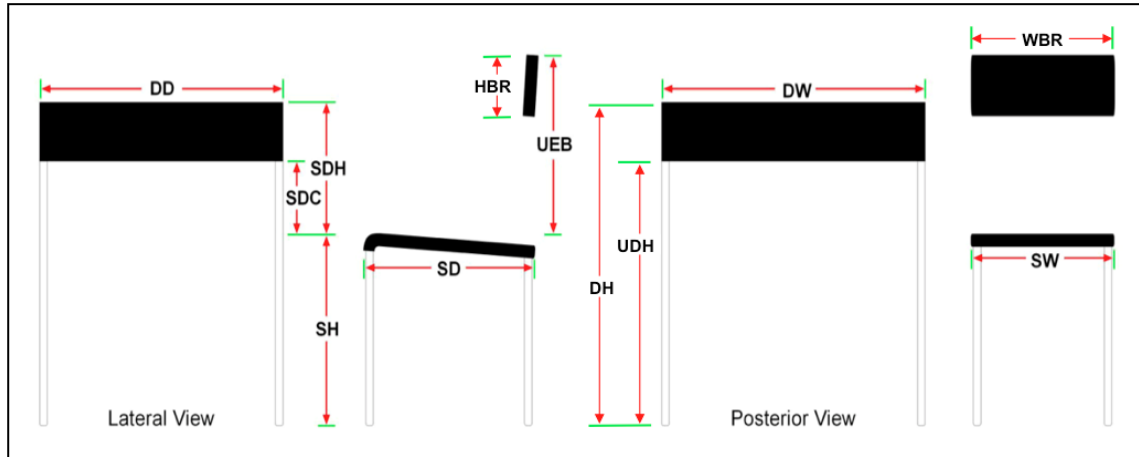 DD
SDH
SDC
SH
HBR
UEB
SD
Lateral View
DW
DH
UDH
Posterior View
WBR
SW